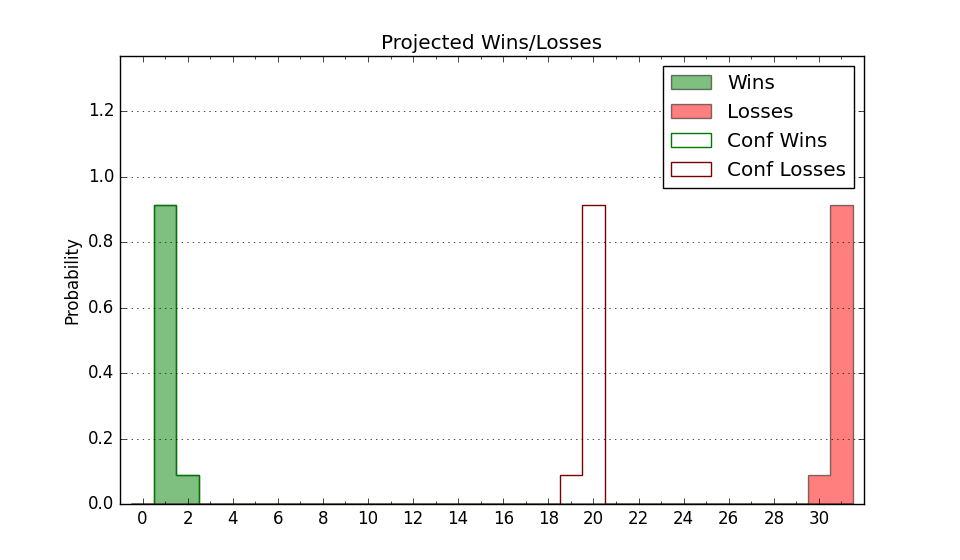 Projected Wins/Losses
Wins
Losses
Conf Wins
Conf Losses
Probability
1.2
1.0
0.8
0.6
0.4
0.2
0.0
0 2 4 6 8 10 12 14 16 18 20 22 24 26 28 30